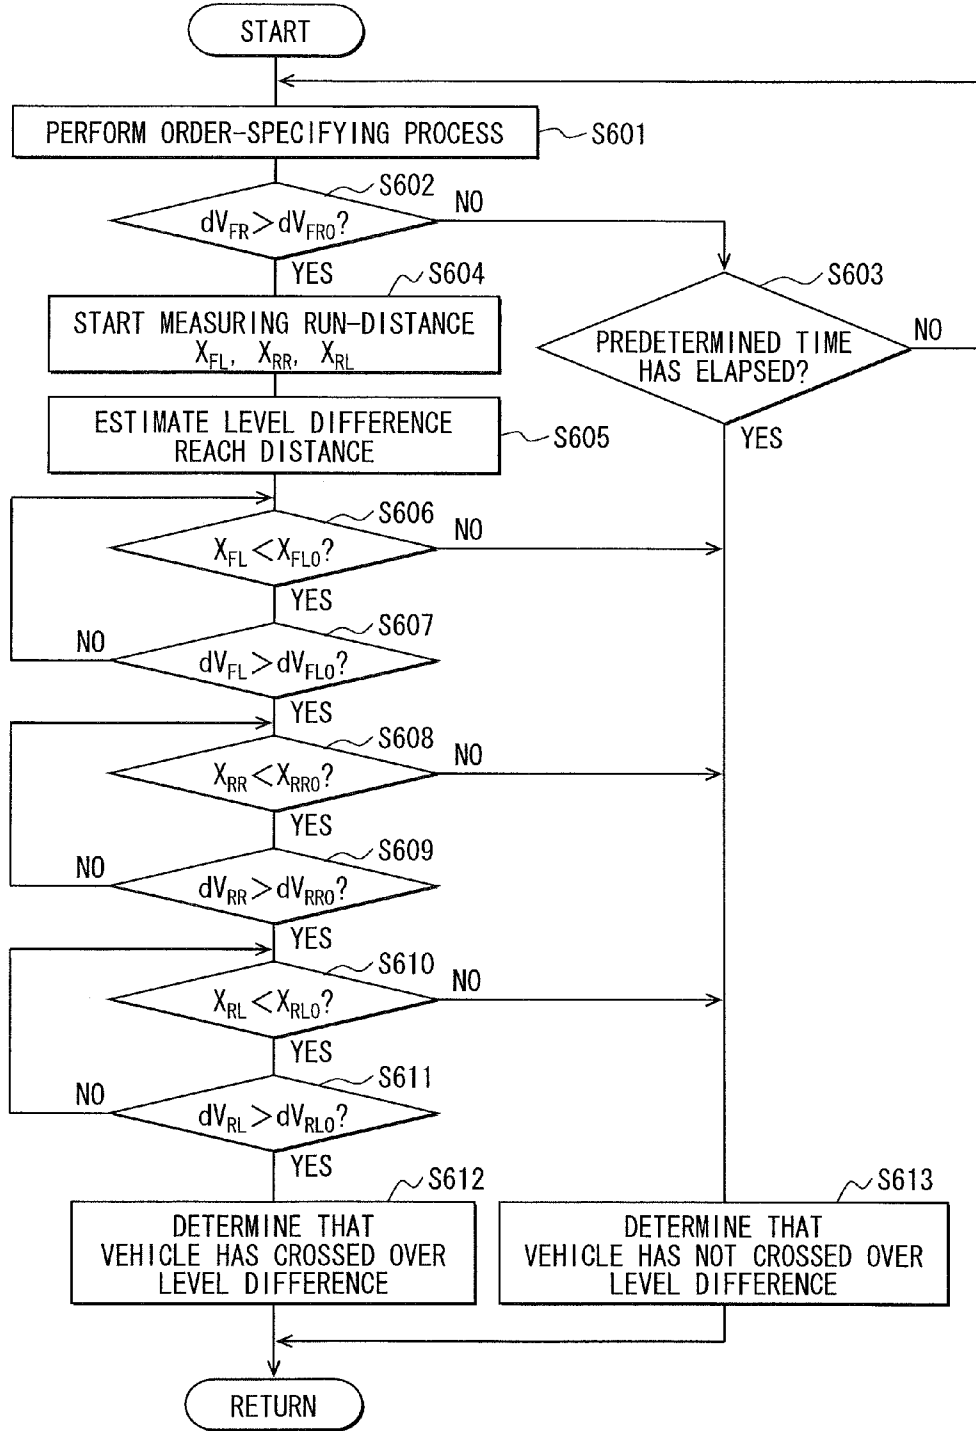 START
PERFORM ORDER-SPECIFYING PROCESS
S601
S602
dV_FR > dV_FR0?
NO
YES
S603
PREDETERMINED TIME
HAS ELAPSED?
NO
YES
S604
START MEASURING RUN-DISTANCE
X_FL, X_RR, X_RL
ESTIMATE LEVEL DIFFERENCE
REACH DISTANCE
S605
S606
X_FL < X_FL0?
NO
YES
S607
dV_FL > dV_FL0?
NO
YES
S608
X_RR < X_RR0?
NO
YES
S609
dV_RR > dV_RR0?
NO
YES
S610
X_RL < X_RL0?
NO
YES
S611
dV_RL > dV_RL0?
NO
YES
S612
DETERMINE THAT
VEHICLE HAS CROSSED OVER
LEVEL DIFFERENCE
S613
DETERMINE THAT
VEHICLE HAS NOT CROSSED OVER
LEVEL DIFFERENCE
RETURN